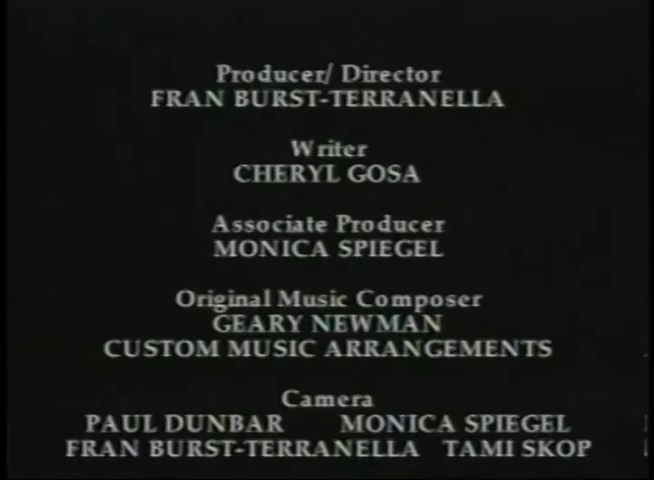 Producer/ Director
FRAN BURST-TERRANELLA
Writer
CHERYL GOSA
Associate Producer
MONICA SPIEGEL
Original Music Composer
GEARY NEWMAN
CUSTOM MUSIC ARRANGEMENTS
Camera
PAUL DUNBAR MONICA SPIEGEL
FRAN BURST-TERRANELLA TAMI SKOP